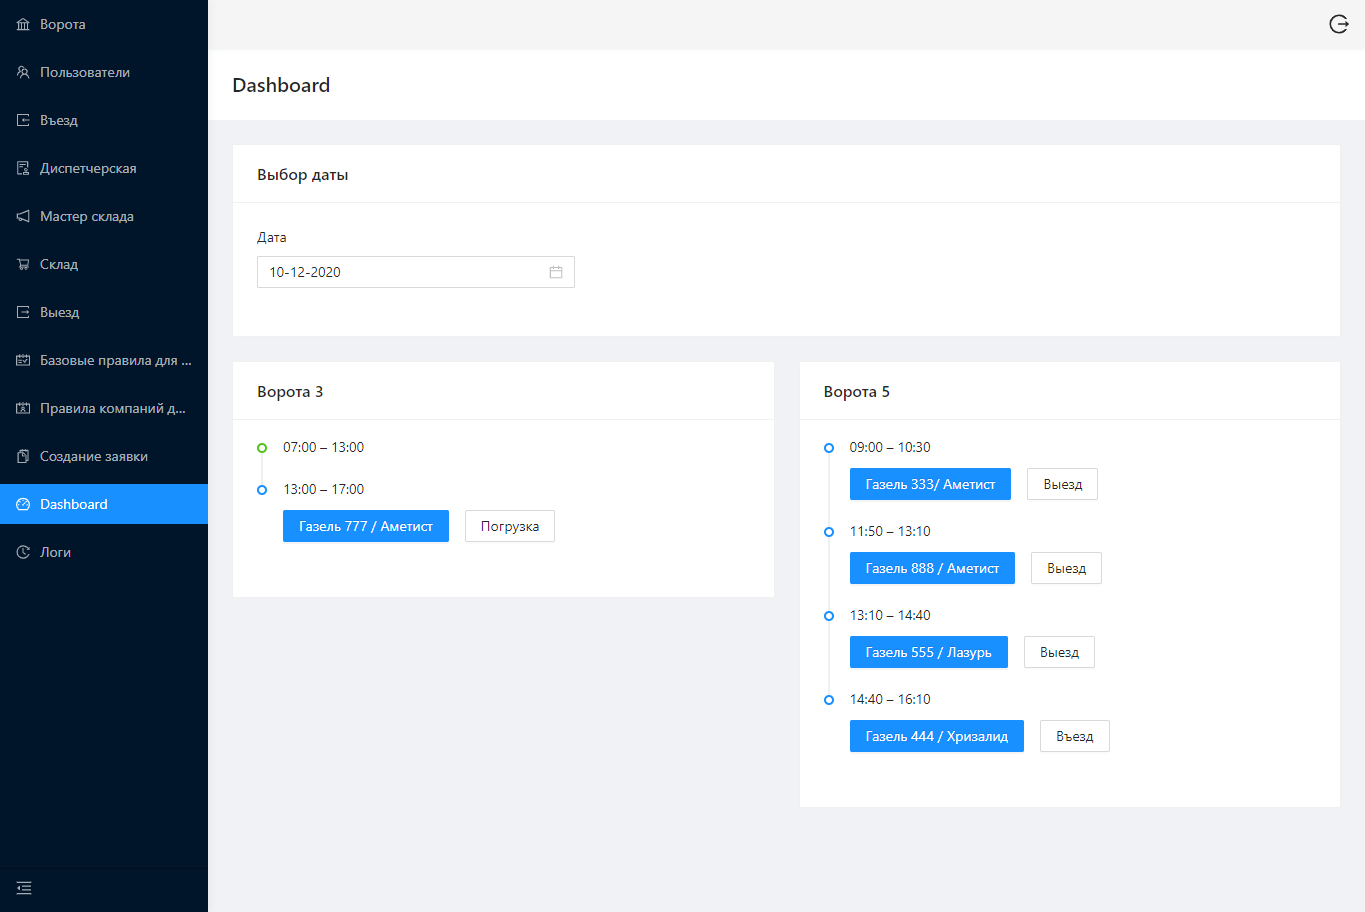 Ворота
Пользователи
Въезд
Диспетчерская
Мастер склада
Склад
Выезд
Базовые правила для ...
Правила компаний д...
Создание заявки
Dashboard
Логи
Dashboard
Выбор даты
Дата
10-12-2020
Ворота 3
07:00 – 13:00
13:00 – 17:00
Газель 777 / Аметист
Погрузка
Ворота 5
09:00 – 10:30
Газель 333/ Аметист
Выезд
11:50 – 13:10
Газель 888 / Аметист
Выезд
13:10 – 14:40
Газель 555 / Лазурь
Выезд
14:40 – 16:10
Газель 444 / Хризалид
Въезд